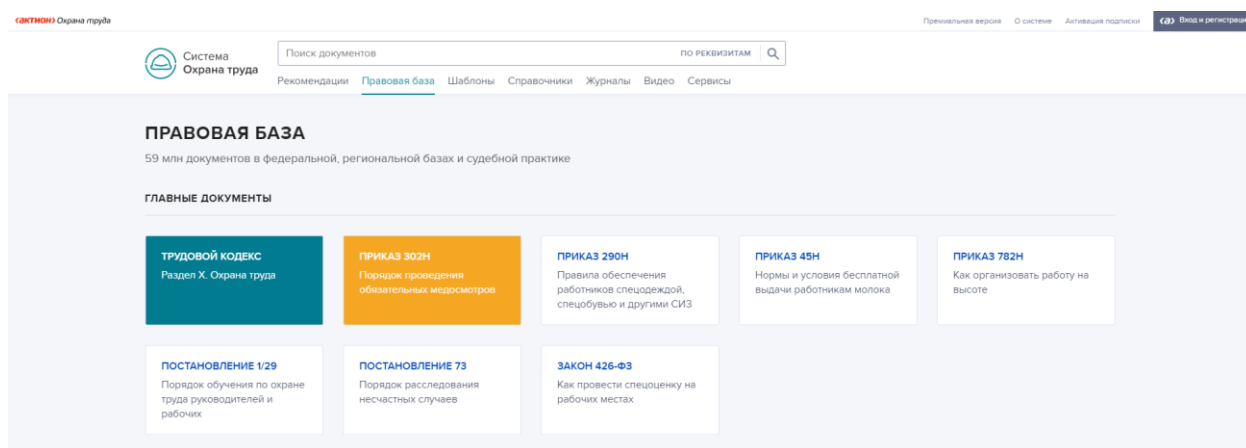 ‹актион› Охрана труда
Премиальная версия О системе Активация подписки ‹а› Вход и регистраци
Система
Охрана труда
Поиск документов ПО РЕКВИЗИТАМ
Рекомендации Правовая база Шаблоны Справочники Журналы Видео Сервисы
ПРАВОВАЯ БАЗА
59 млн документов в федеральной, региональной базах и судебной практике
ГЛАВНЫЕ ДОКУМЕНТЫ
ТРУДОВОЙ КОДЕКС
Раздел X. Охрана труда
ПРИКАЗ 302Н
Порядок проведения
обязательных медосмотров
ПРИКАЗ 290Н
Правила обеспечения
работников спецодеждой,
спецобувью и другими СИЗ
ПРИКАЗ 45Н
Нормы и условия бесплатной
выдачи работникам молока
ПРИКАЗ 782Н
Как организовать работу на
высоте
ПОСТАНОВЛЕНИЕ 1/29
Порядок обучения по охране
труда руководителей и
рабочих
ПОСТАНОВЛЕНИЕ 73
Порядок расследования
несчастных случаев
ЗАКОН 426-ФЗ
Как провести спецоценку на
рабочих местах